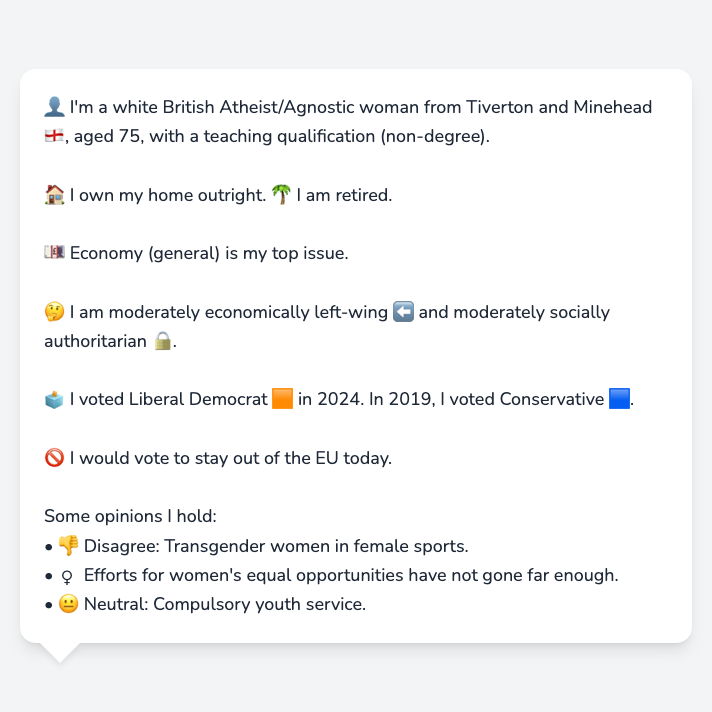 👤 I'm a white British Atheist/Agnostic woman from Tiverton and Minehead
🏴󠁧󠁢󠁥󠁮󠁧󠁿, aged 75, with a teaching qualification (non-degree).
🏠 I own my home outright. 🌴 I am retired.
💷 Economy (general) is my top issue.
🤔 I am moderately economically left-wing ⬅️ and moderately socially
authoritarian 🔒.
🗳️ I voted Liberal Democrat 🟧 in 2024. In 2019, I voted Conservative 🟦.
🚫 I would vote to stay out of the EU today.
Some opinions I hold:
• 👎 Disagree: Transgender women in female sports.
• ♀ Efforts for women's equal opportunities have not gone far enough.
• 😐 Neutral: Compulsory youth service.